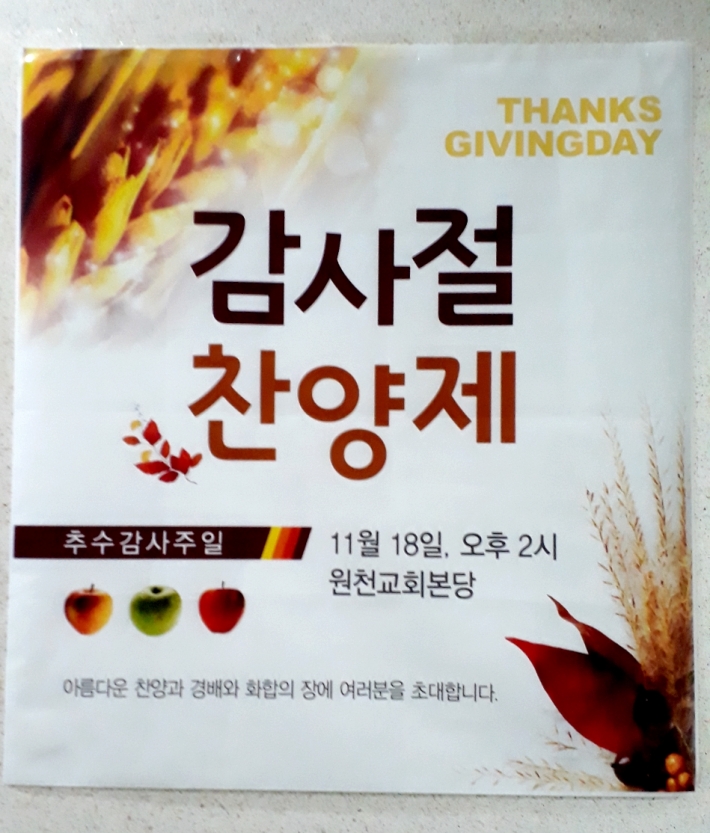 THANKS
GIVINGDAY
감사절
찬양제
추수감사주일
11월 18일, 오후 2시
원천교회본당
아름다운 찬양과 경배와 화합의 장에 여러분을 초대합니다.